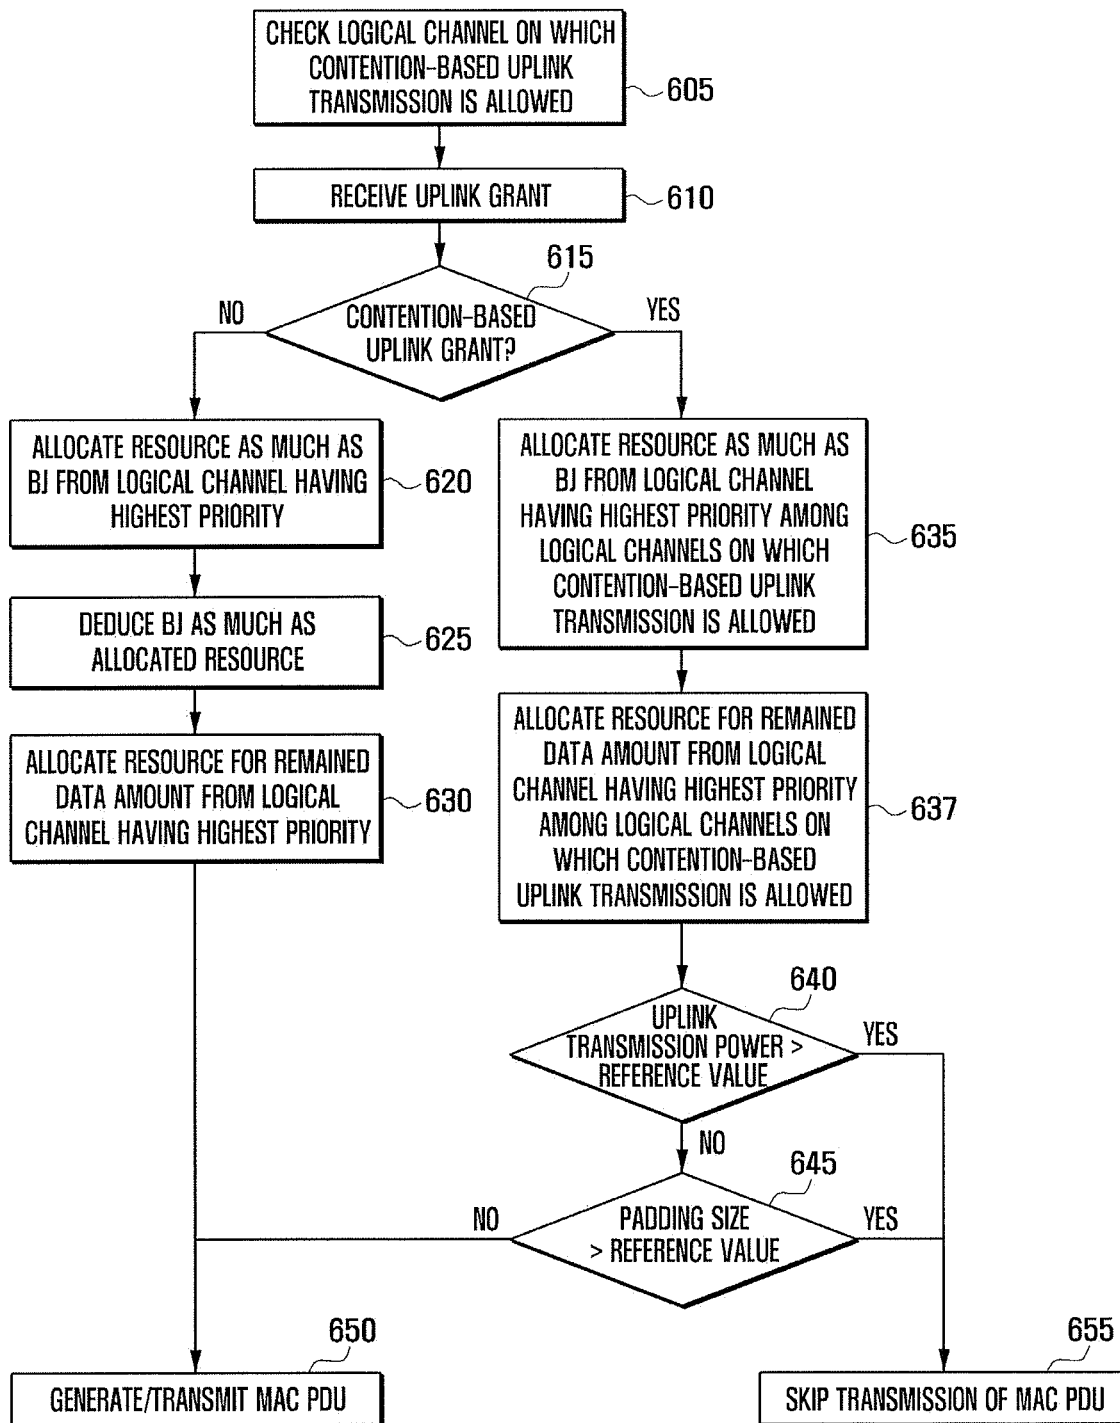 CHECK LOGICAL CHANNEL ON WHICH
CONTENTION-BASED UPLINK
TRANSMISSION IS ALLOWED
605
RECEIVE UPLINK GRANT
610
615
NO
CONTENTION-BASED
UPLINK GRANT?
YES
ALLOCATE RESOURCE AS MUCH AS
BJ FROM LOGICAL CHANNEL HAVING
HIGHEST PRIORITY
620
DEDUCE BJ AS MUCH AS
ALLOCATED RESOURCE
625
ALLOCATE RESOURCE FOR REMAINED
DATA AMOUNT FROM LOGICAL
CHANNEL HAVING HIGHEST PRIORITY
630
ALLOCATE RESOURCE AS MUCH AS
BJ FROM LOGICAL CHANNEL
HAVING HIGHEST PRIORITY AMONG
LOGICAL CHANNELS ON WHICH
CONTENTION-BASED UPLINK
TRANSMISSION IS ALLOWED
635
ALLOCATE RESOURCE FOR REMAINED
DATA AMOUNT FROM LOGICAL
CHANNEL HAVING HIGHEST PRIORITY
AMONG LOGICAL CHANNELS ON
WHICH CONTENTION-BASED
UPLINK TRANSMISSION IS ALLOWED
637
640
UPLINK
TRANSMISSION POWER >
REFERENCE VALUE
YES
NO
645
NO
PADDING SIZE
> REFERENCE VALUE
YES
650
GENERATE/TRANSMIT MAC PDU
655
SKIP TRANSMISSION OF MAC PDU